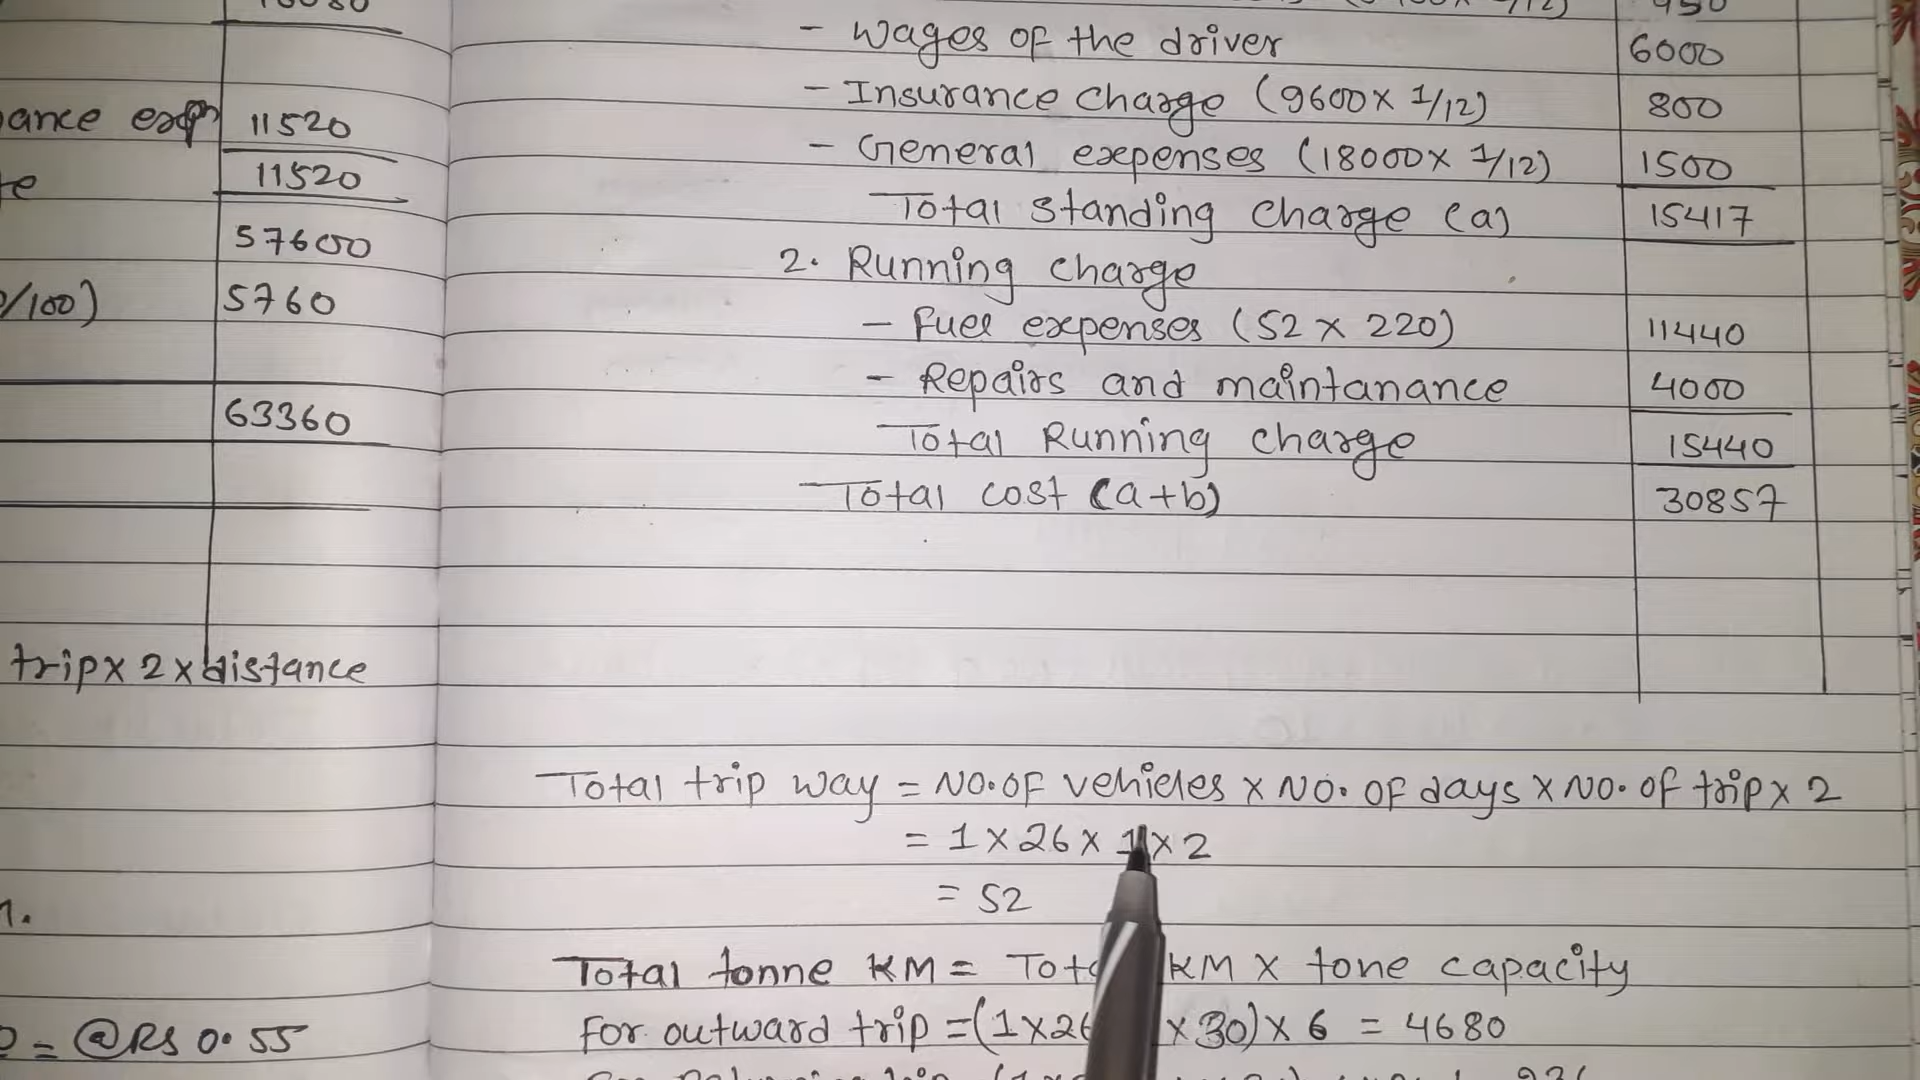 ance exp 11520
11520
57600
/100) 5760
63360
trip x 2 x distance
= @RS 0.55
- Wages of the driver 6000
- Insurance charge (9600 x 1/12) 800
- General expenses (18000 x 1/12) 1500
Total standing charge (a) 15417
2. Running charge
- Fuel expenses (52 x 220) 11440
- Repairs and maintanance 4000
Total Running charge 15440
Total cost (a+b) 30857
Total trip way = NO. OF vehicles x NO. OF days x NO. OF trip x 2
= 1 x 26 x 1 x 2
= 52
Total tonne KM = KM x tone capacity
For outward trip = (1 x 26 x 30) x 6 = 4680